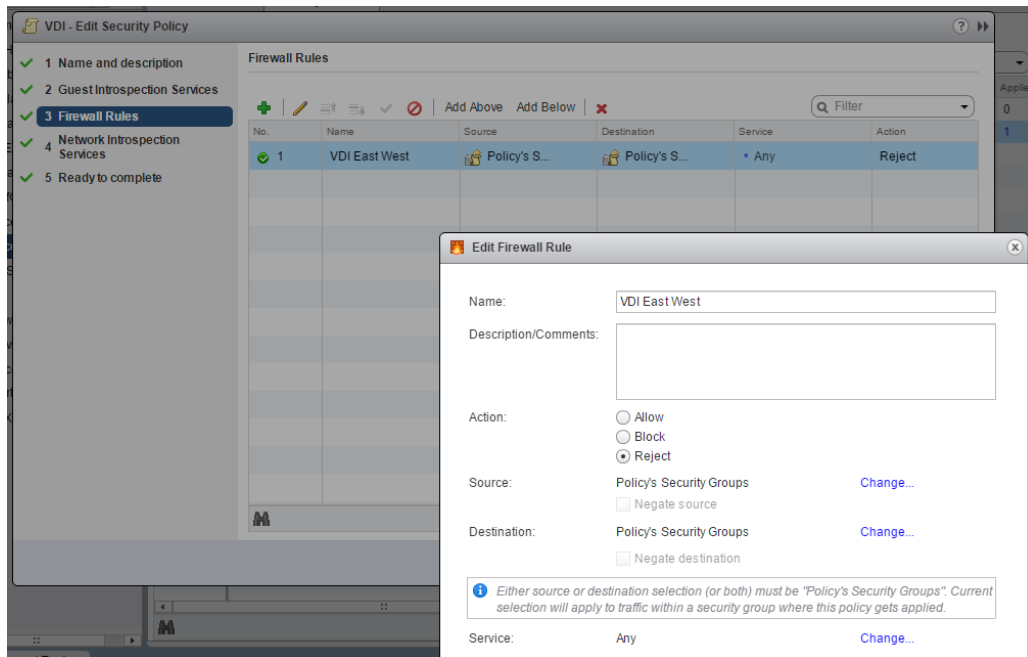 VDI - Edit Security Policy
1 Name and description
2 Guest Introspection Services
3 Firewall Rules
4 Network Introspection
Services
5 Ready to complete
Firewall Rules
Add Above Add Below
Filter
No. Name Source Destination Service Action
1 VDI East West Policy's S... Policy's S... Any Reject
Applie
0
1
Edit Firewall Rule
Name: VDI East West
Description/Comments:
Action: Allow
Block
Reject
Source: Policy's Security Groups Change...
Negate source
Destination: Policy's Security Groups Change...
Negate destination
Either source or destination selection (or both) must be "Policy's Security Groups". Current
selection will apply to traffic within a security group where this policy gets applied.
Service: Any Change...